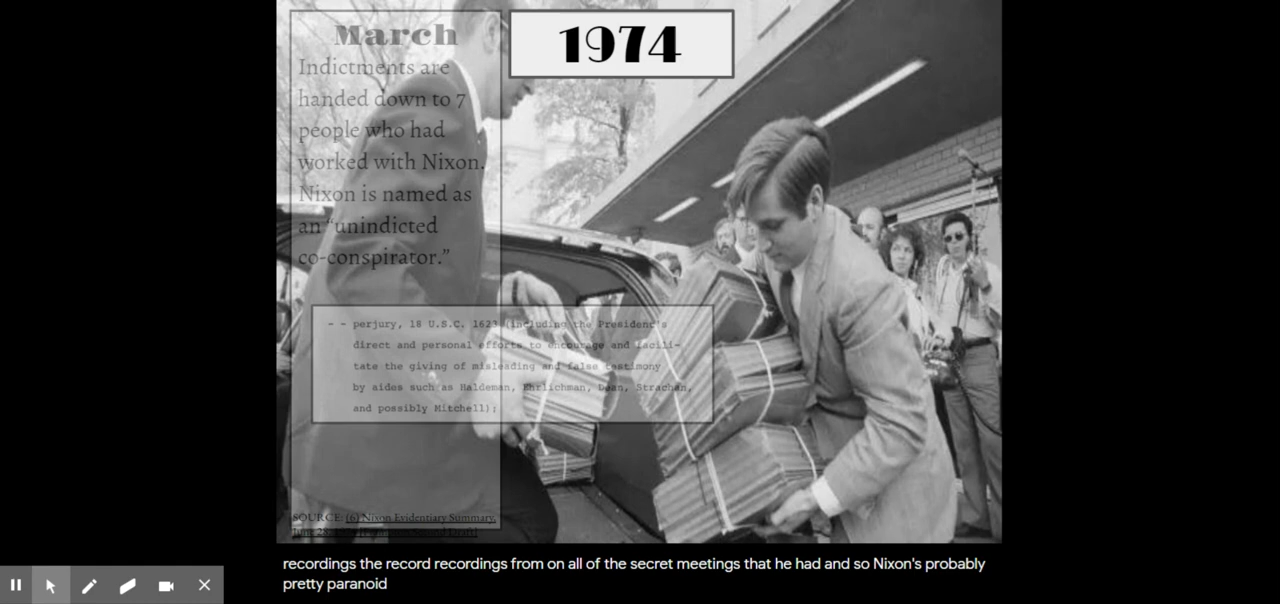 March
1974
Indictments are
handed down to 7
people who had
worked with Nixon.
Nixon is named as
an “unindicted
co-conspirator.”
- - perjury, 18 U.S.C. 1623 (including the President's
direct and personal efforts to encourage and facili-
tate the giving of misleading and false testimony
by aides such as Haldeman, Ehrlichman, Dean, Strachan,
and possibly Mitchell);
SOURCE: (6) Nixon Evidentiary Summary,
June
recordings the record recordings from on all of the secret meetings that he had and so Nixon's probably
pretty paranoid